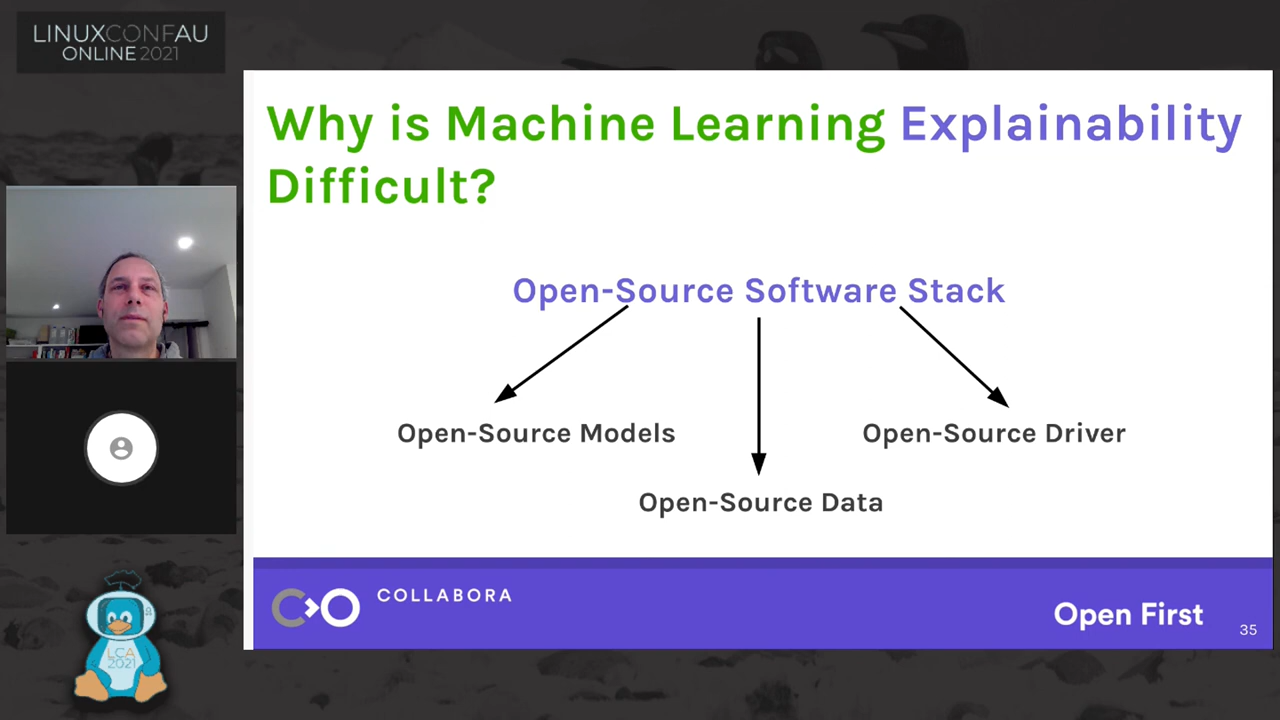 LINUXCONFAU
ONLINE 2021
Why is Machine Learning Explainability
Difficult?
Open-Source Software Stack
Open-Source Models
Open-Source Driver
Open-Source Data
COLLABORA
Open First
35
LCA
2021